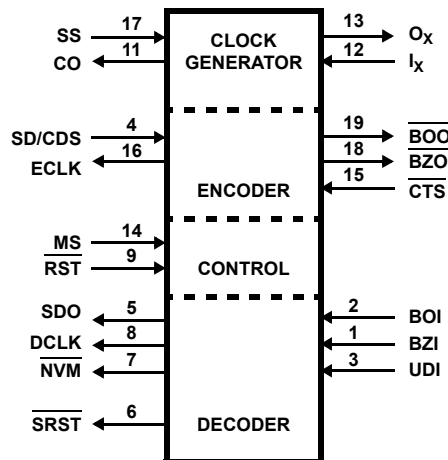 SS 17 CLOCK GENERATOR 13 OX
CO 11 12 IX
SD/CDS 4 19 BOO
ECLK 16 ENCODER 18 BZO
15 CTS
MS 14
RST 9 CONTROL
SDO 5 2 BOI
DCLK 8 1 BZI
NVM 7 3 UDI
SRST 6 DECODER